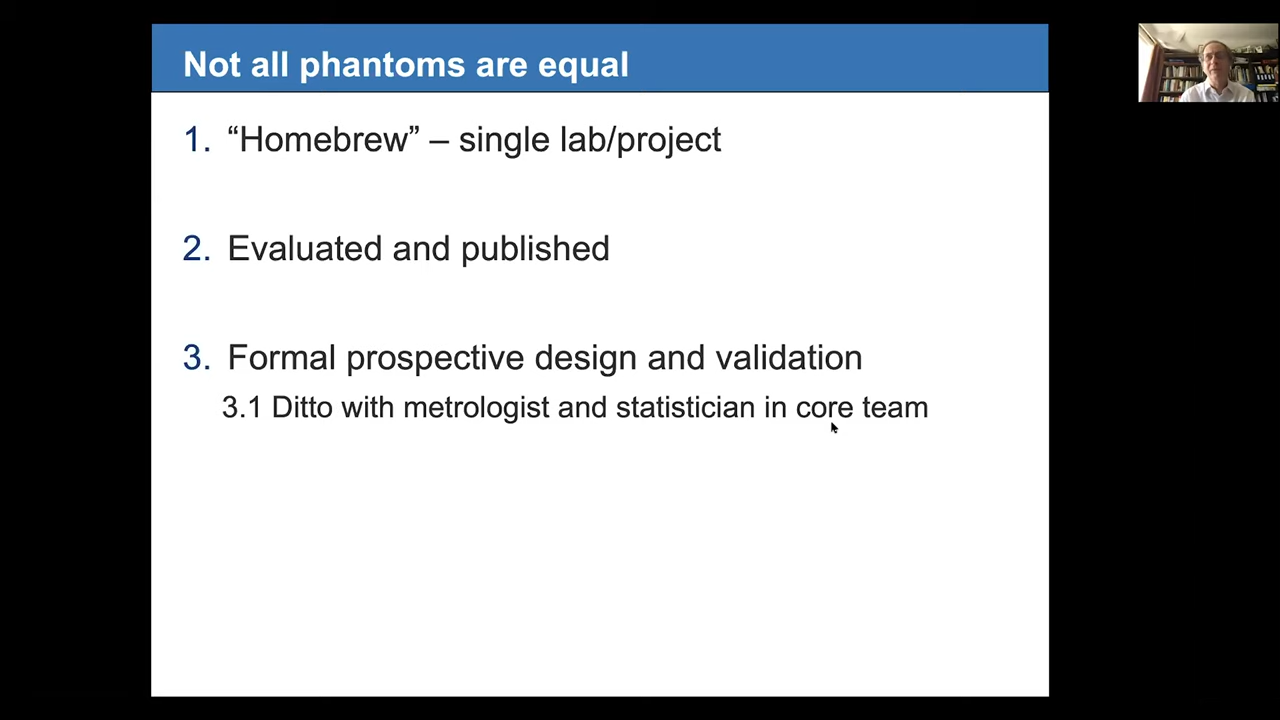 Not all phantoms are equal
1. “Homebrew” – single lab/project
2. Evaluated and published
3. Formal prospective design and validation
3.1 Ditto with metrologist and statistician in core team